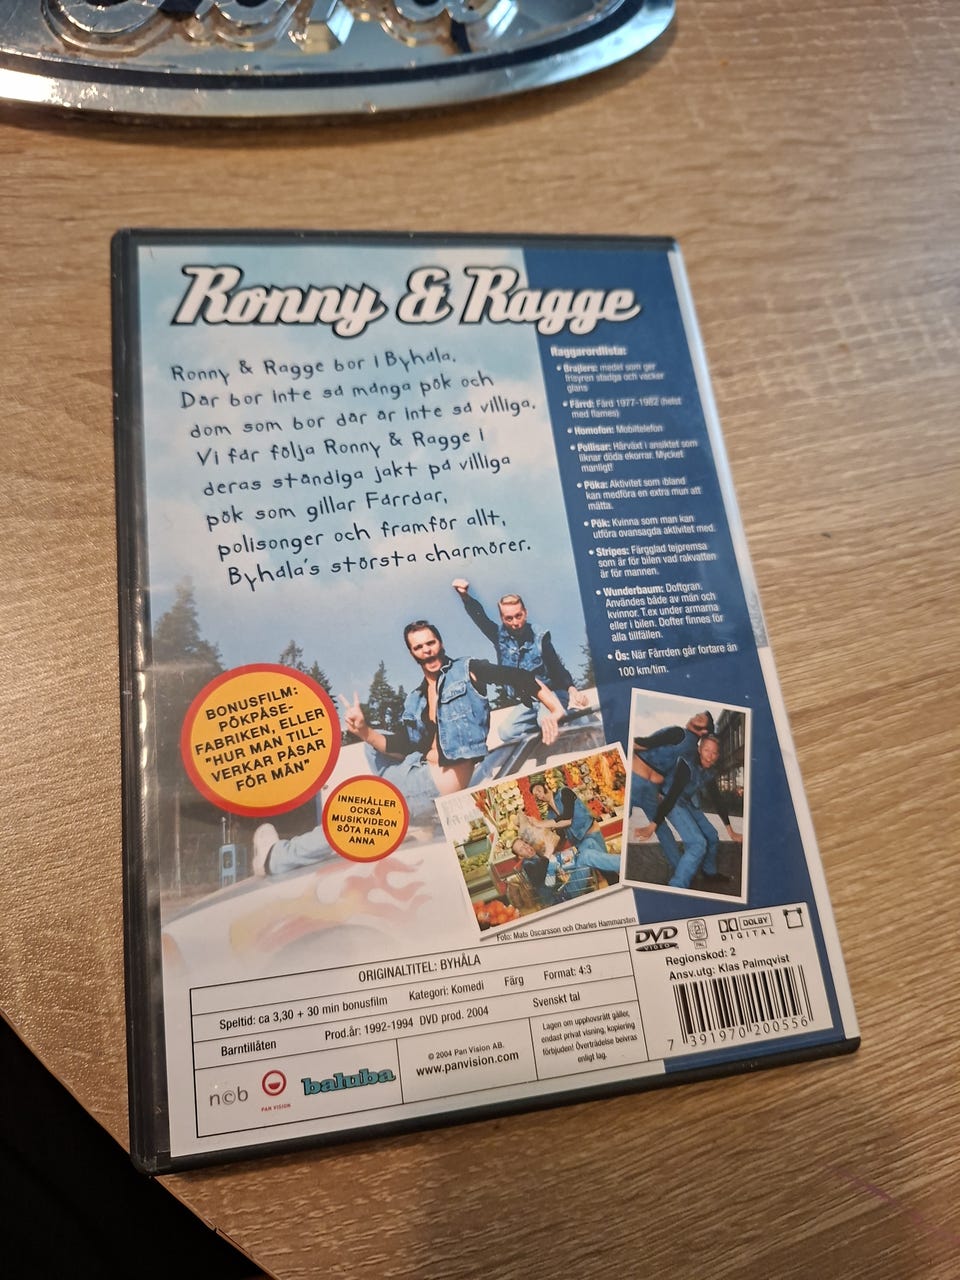 Ronny & Ragge
Ronny & Ragge bor i Byhåla.
Där bor inte så många pök och
dom som bor där är inte så villiga.
Vi får följa Ronny & Ragge i
deras ständiga jakt på villiga
pök som gillar Färrdar,
polisonger och framför allt,
Byhåla's största charmörer.
Raggarordlista:
• Brajlers: medel som ger
frisyren stadga och vacker
glans
• Färrd: Färd 1977-1982 (helst
med flames)
• Homofon: Mobiltelefon
• Pollisar: Hårväxt i ansiktet som
liknar döda ekorrar. Mycket
manligt!
• Pöka: Aktivitet som ibland
kan medföra en extra mun att
mätta.
• Pök: Kvinna som man kan
utföra ovansagda aktivitet med.
• Stripes: Färgglad tejpremsa
som är för bilen vad rakvatten
är för mannen.
• Wunderbaum: Doftgran.
Användes både av män och
kvinnor. T.ex under armarna
eller i bilen. Dofter finnes för
alla tillfällen.
• Ös: När Färrden går fortare än
100 km/tim.
BONUSFILM:
PÖKPÅSE-
FABRIKEN, ELLER
"HUR MAN TILL-
VERKAR PÅSAR
FÖR MÄN"
INNEHÅLLER
OCKSÅ
MUSIKVIDEON
SÖTA RARA
ANNA
Foto: Mats Oscarsson och Charles Hammarsten
ORIGINALTITEL: BYHÅLA
Speltid: ca 3,30 + 30 min bonusfilm Kategori: Komedi Färg Format: 4:3
Barntillåten Prod.år: 1992-1994 DVD prod. 2004 Svenskt tal
ncb
PAN VISION
baluba
© 2004 Pan Vision AB.
www.panvision.com
Lagen om upphovsrätt gäller,
endast privat visning, kopiering
förbjuden! Överträdelse beivras
enligt lag.
DVD
VIDEO
PAL
DOLBY
DIGITAL
Regionskod: 2
Ansv.utg: Klas Palmqvist
7 391970 200556